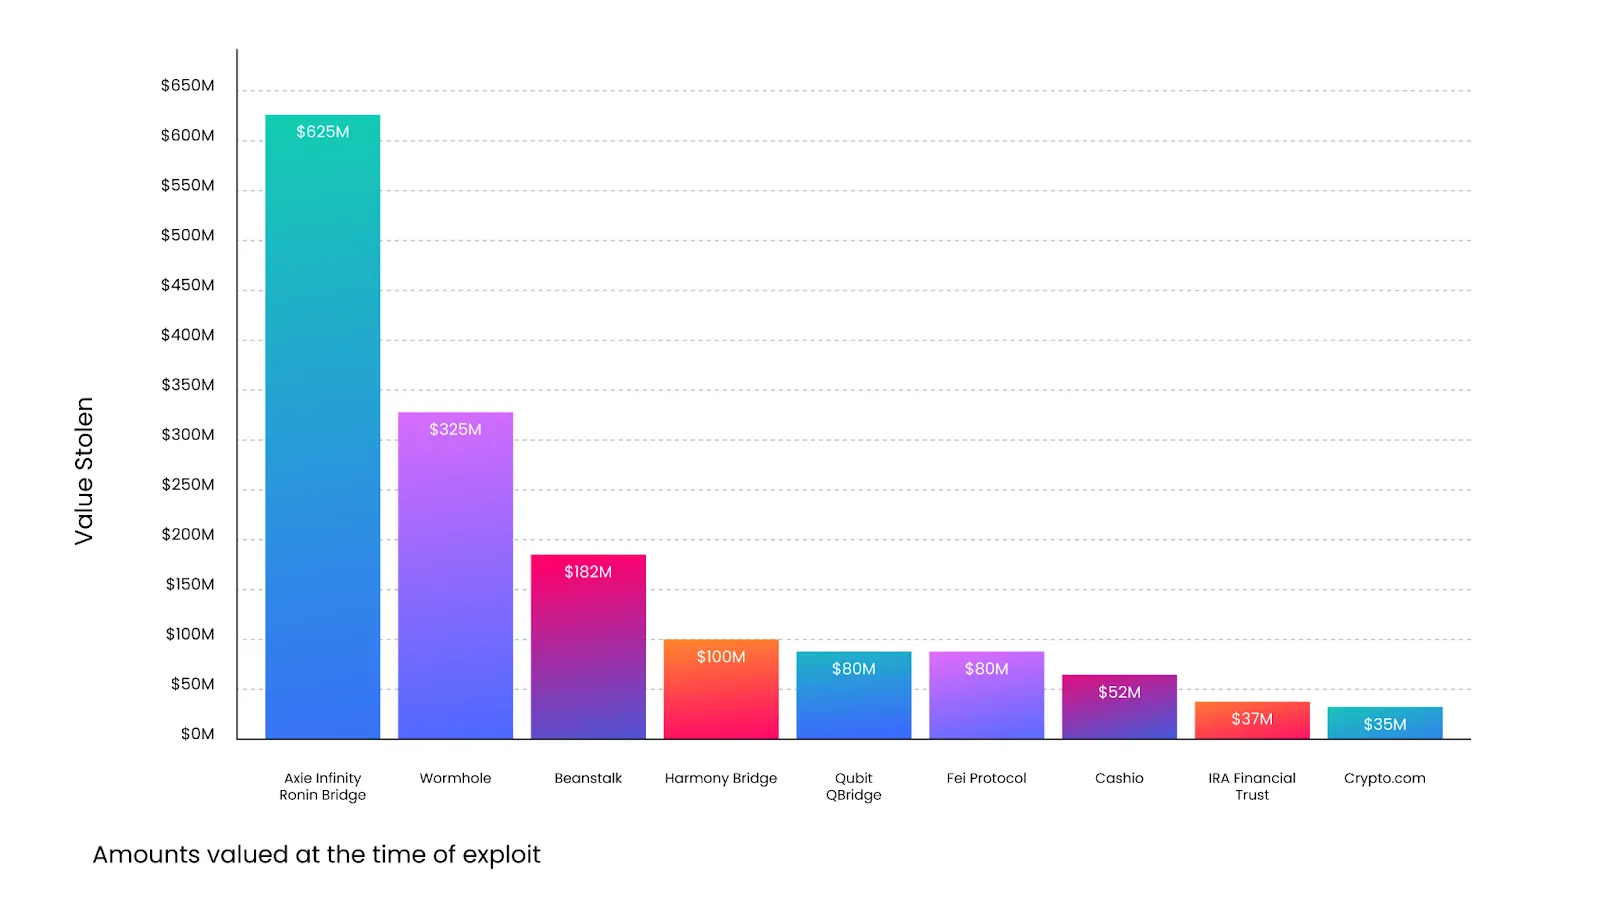 $650M
$600M
$550M
$500M
$450M
$400M
$350M
$300M
$250M
$200M
$150M
$100M
$50M
$0M
Value Stolen
$625M
$325M
$182M
$100M
$80M
$80M
$52M
$37M
$35M
Axie Infinity
Ronin Bridge
Wormhole
Beanstalk
Harmony Bridge
Qubit
QBridge
Fei Protocol
Cashio
IRA Financial
Trust
Crypto.com
Amounts valued at the time of exploit